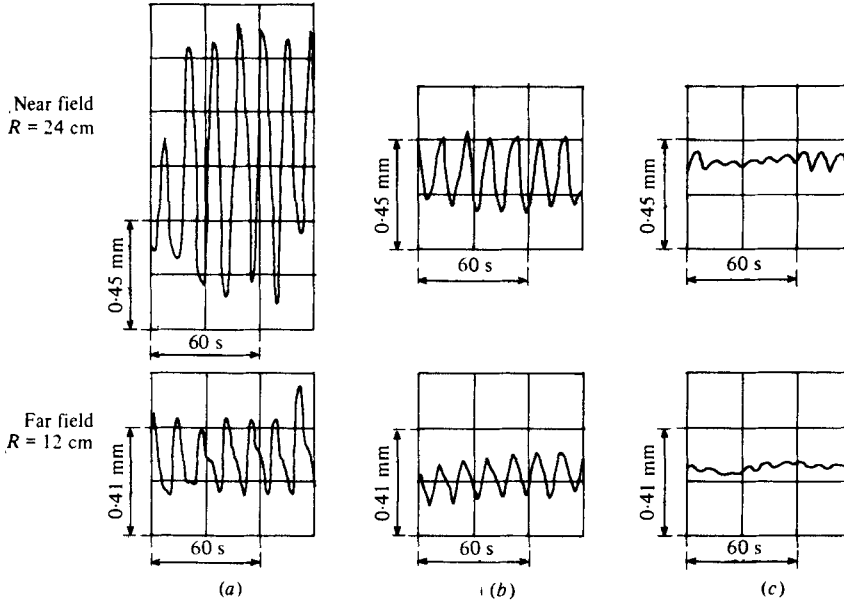 Near field
R = 24 cm
0·45 mm
60 s
0·45 mm
60 s
0·45 mm
60 s
Far field
R = 12 cm
0·41 mm
60 s
0·41 mm
60 s
0·41 mm
60 s
(a)
(b)
(c)